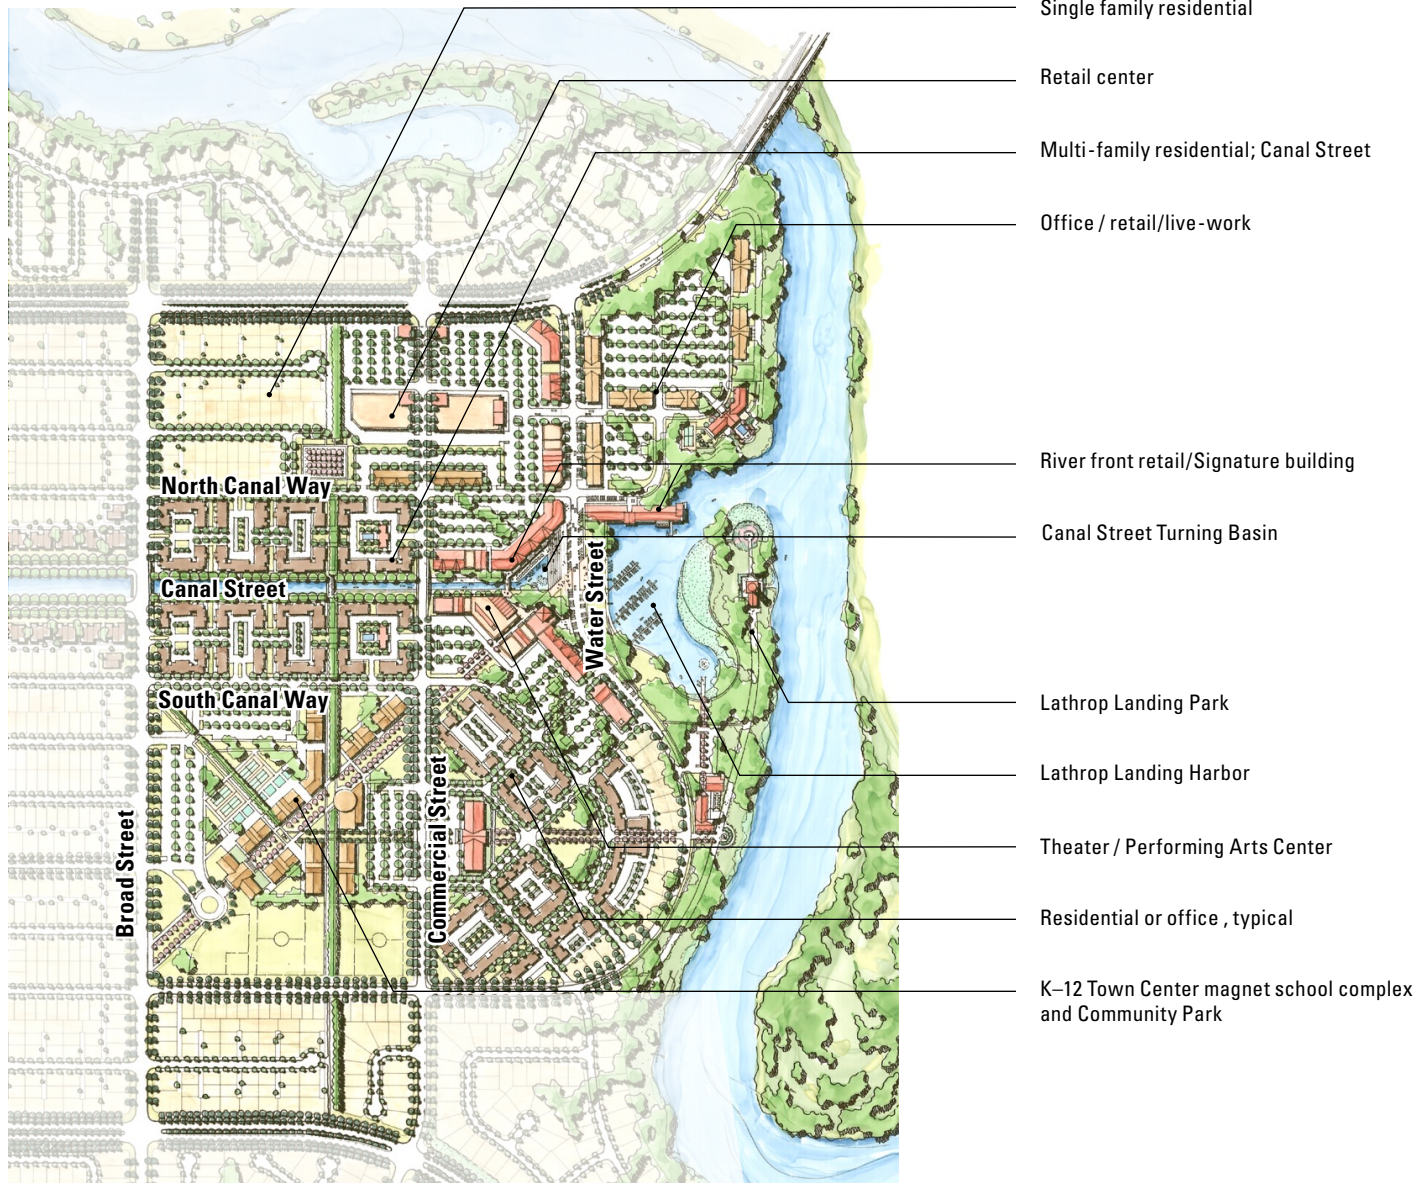 Single family residential
Retail center
Multi-family residential; Canal Street
Office / retail/live-work
River front retail/Signature building
North Canal Way
Canal Street Turning Basin
Canal Street
Water Street
South Canal Way
Lathrop Landing Park
Lathrop Landing Harbor
Broad Street
Commercial Street
Theater / Performing Arts Center
Residential or office , typical
K–12 Town Center magnet school complex
and Community Park